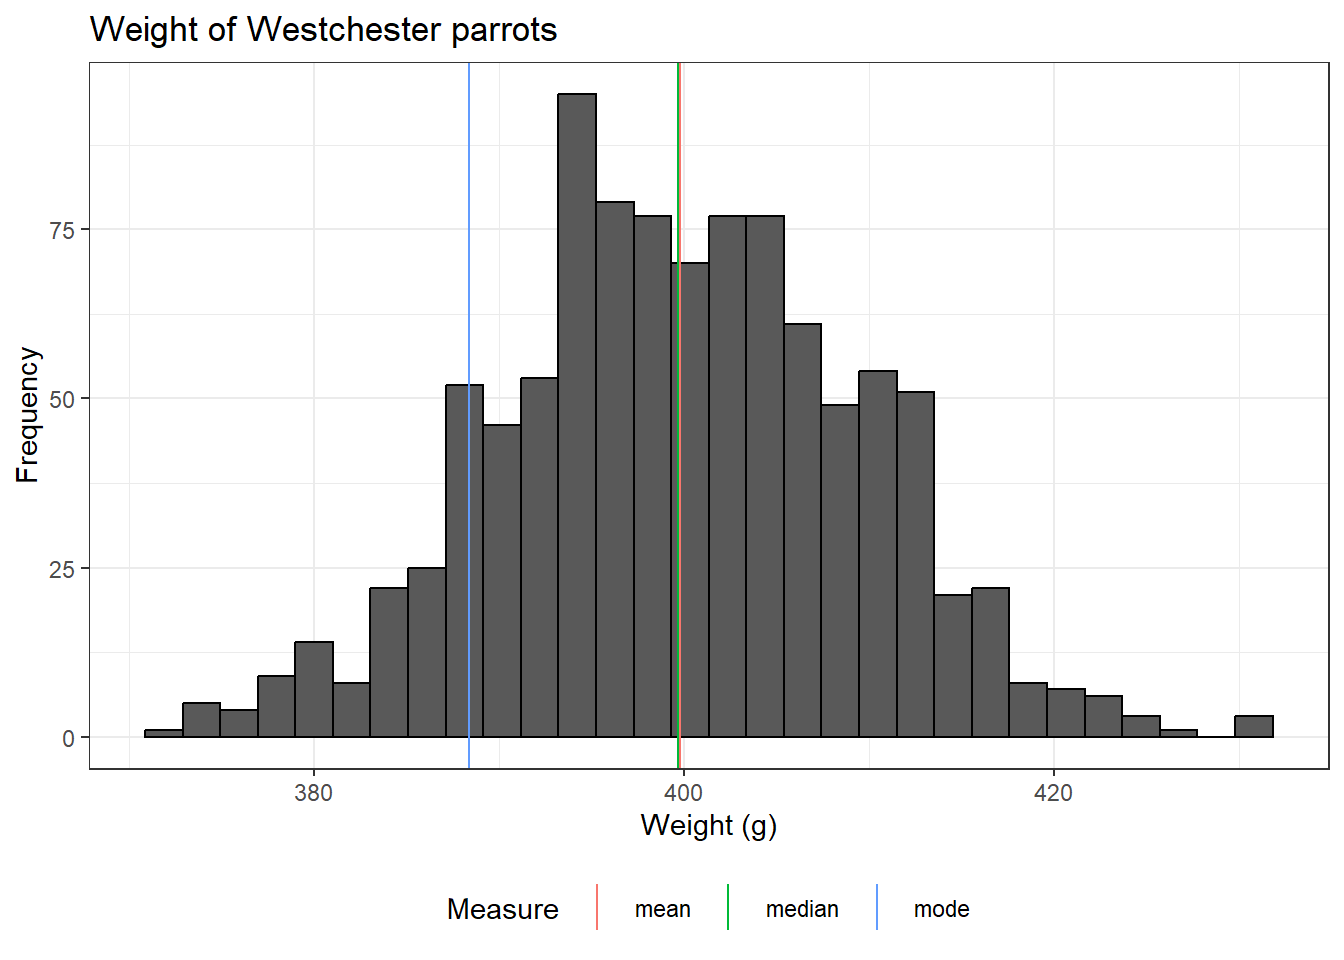 Weight of Westchester parrots
Frequency
75
50
25
0
380 400 420
Weight (g)
Measure mean median mode